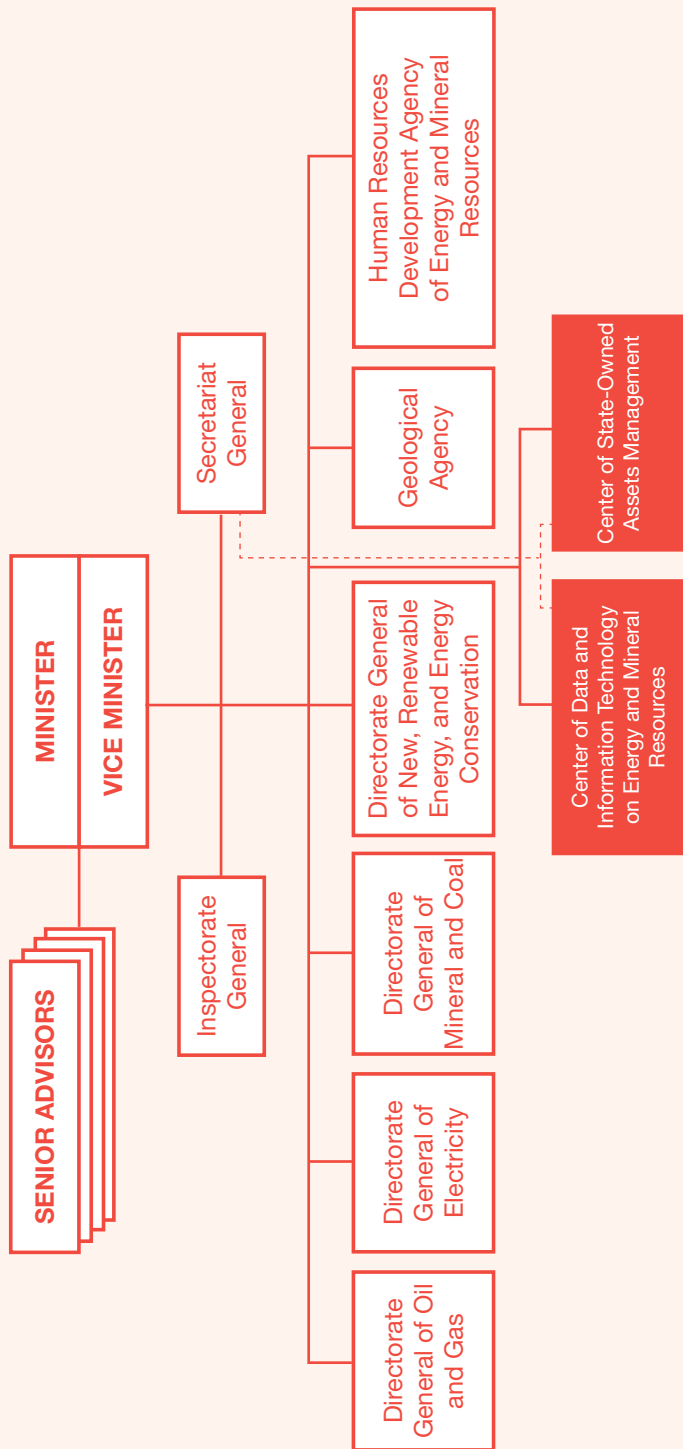 SENIOR ADVISORS
MINISTER
VICE MINISTER
Inspectorate
General
Secretariat
General
Directorate
General of Oil
and Gas
Directorate
General of
Electricity
Directorate
General of
Mineral and Coal
Directorate General
of New, Renewable
Energy, and Energy
Conservation
Geological
Agency
Human Resources
Development Agency
of Energy and Mineral
Resources
Center of Data and
Information Technology
on Energy and Mineral
Resources
Center of State-Owned
Assets Management